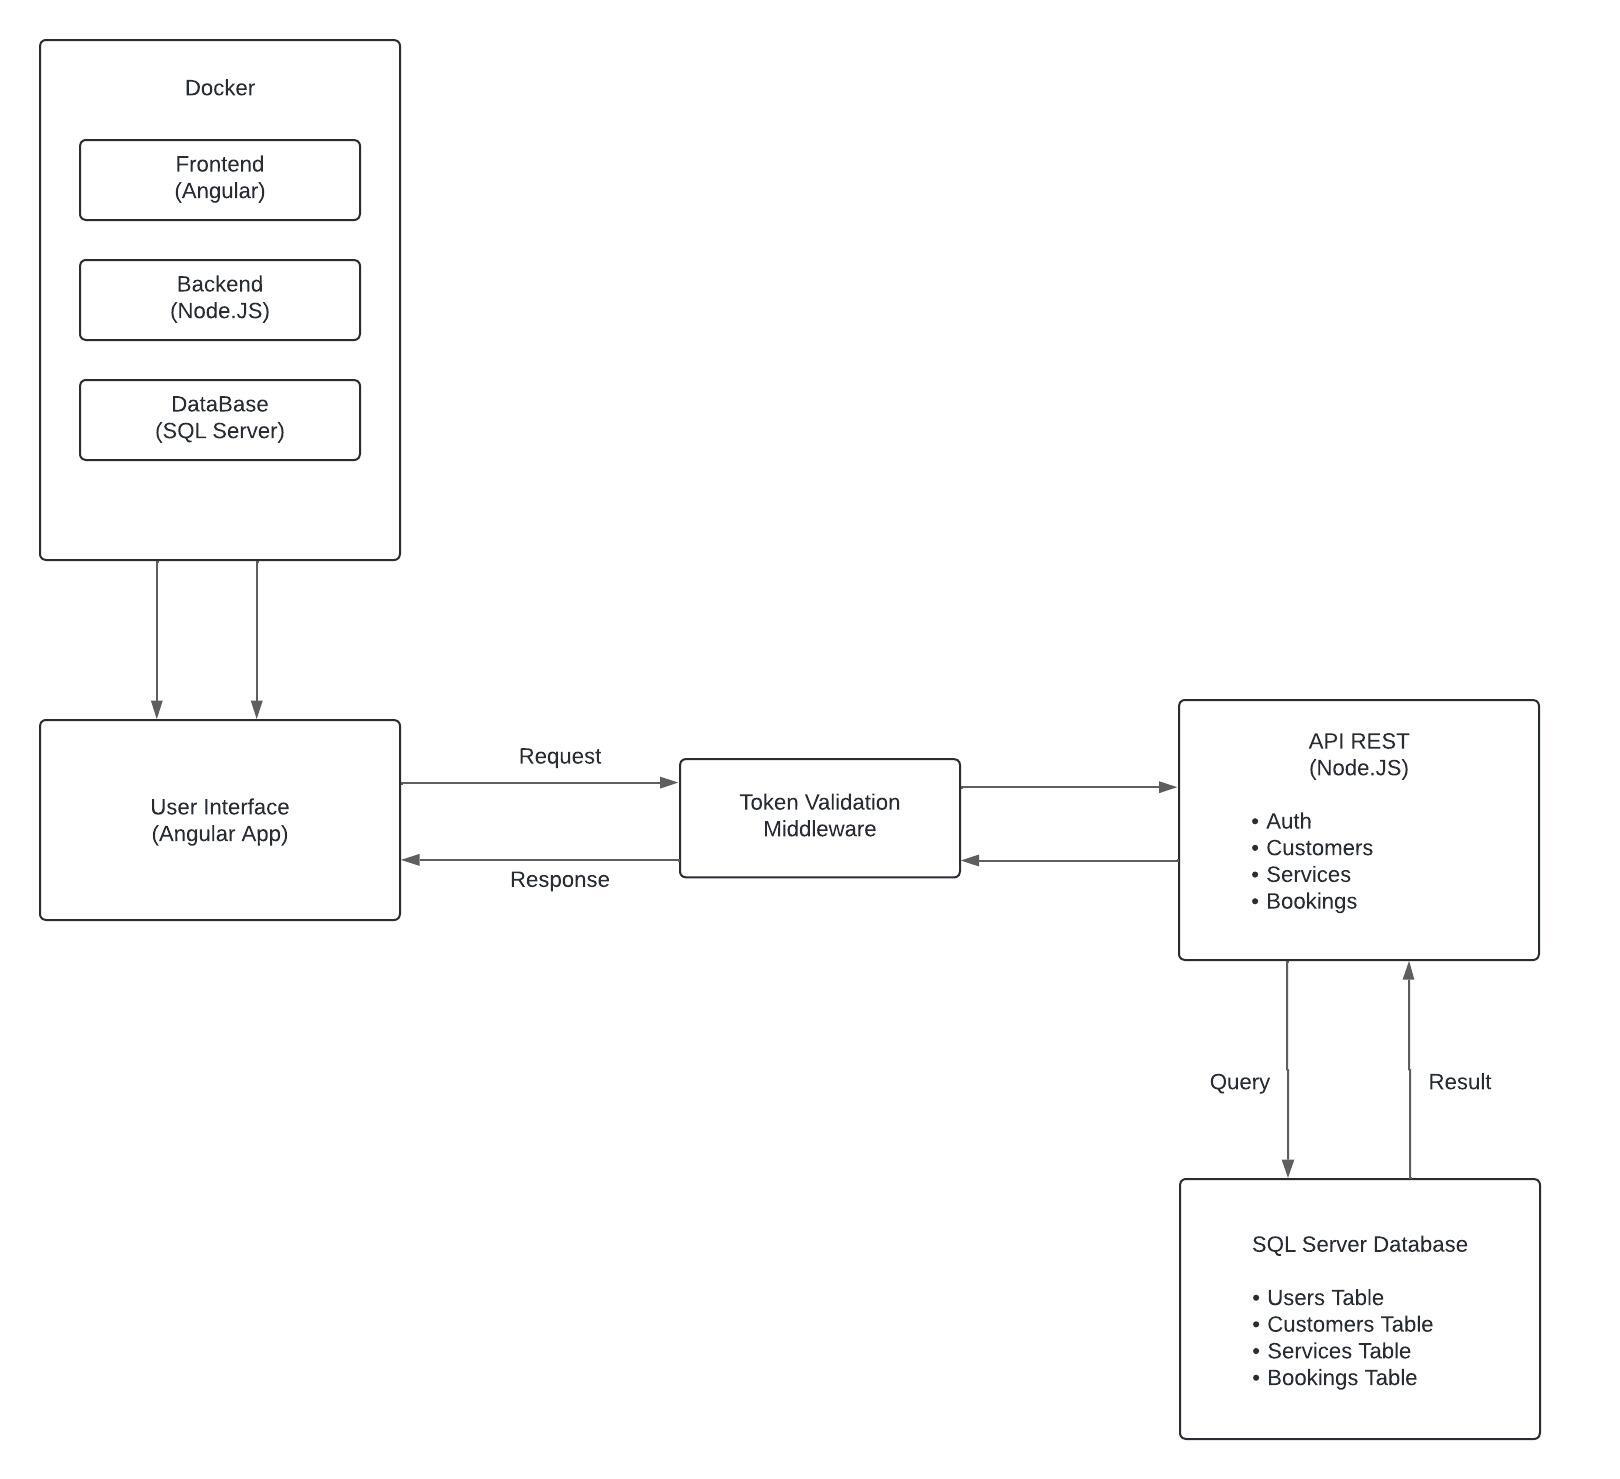 Docker
Frontend
(Angular)
Backend
(Node.JS)
DataBase
(SQL Server)
User Interface
(Angular App)
Request
Response
Token Validation
Middleware
API REST
(Node.JS)
• Auth
• Customers
• Services
• Bookings
Query
Result
SQL Server Database
• Users Table
• Customers Table
• Services Table
• Bookings Table